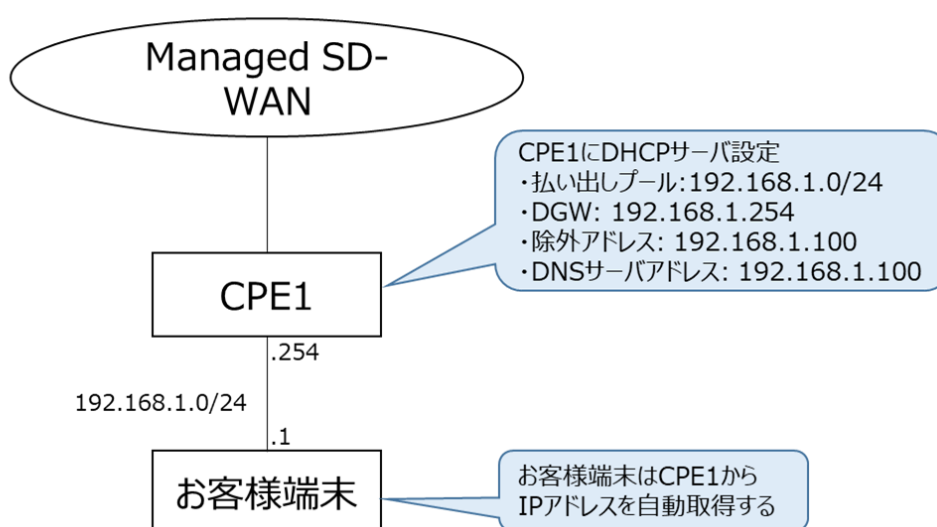 Managed SD-
WAN
CPE1にDHCPサーバ設定
・払い出しプール:192.168.1.0/24
・DGW: 192.168.1.254
・除外アドレス: 192.168.1.100
・DNSサーバアドレス: 192.168.1.100
CPE1
.254
192.168.1.0/24
.1
お客様端末
お客様端末はCPE1から
IPアドレスを自動取得する